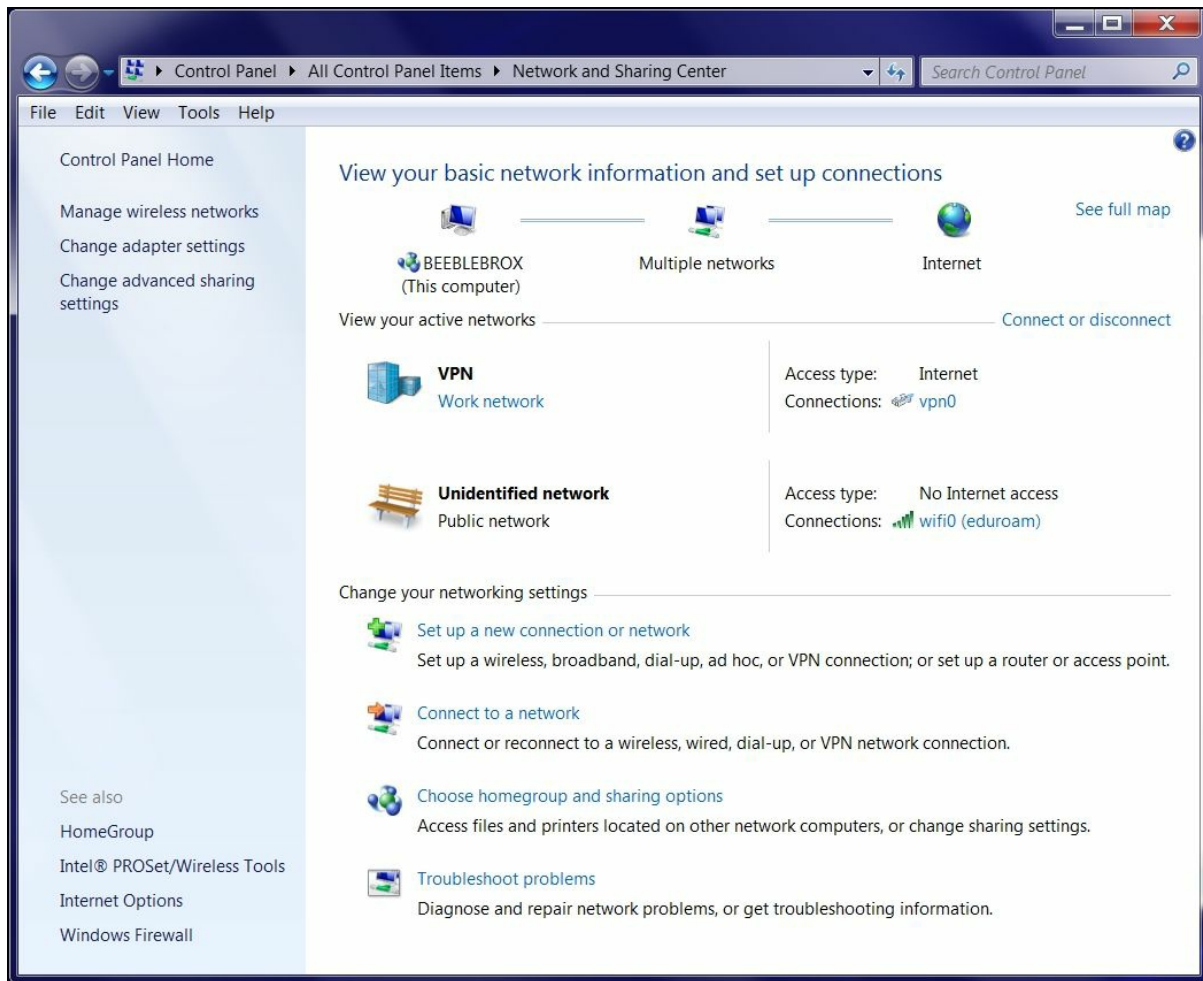 Control Panel ▸ All Control Panel Items ▸ Network and Sharing Center
Search Control Panel
File Edit View Tools Help
Control Panel Home
Manage wireless networks
Change adapter settings
Change advanced sharing
settings
See also
HomeGroup
Intel® PROSet/Wireless Tools
Internet Options
Windows Firewall
View your basic network information and set up connections
See full map
BEEBLEBROX
(This computer)
Multiple networks
Internet
View your active networks
Connect or disconnect
VPN
Work network
Access type: Internet
Connections: vpn0
Unidentified network
Public network
Access type: No Internet access
Connections: wifi0 (eduroam)
Change your networking settings
Set up a new connection or network
Set up a wireless, broadband, dial-up, ad hoc, or VPN connection; or set up a router or access point.
Connect to a network
Connect or reconnect to a wireless, wired, dial-up, or VPN network connection.
Choose homegroup and sharing options
Access files and printers located on other network computers, or change sharing settings.
Troubleshoot problems
Diagnose and repair network problems, or get troubleshooting information.